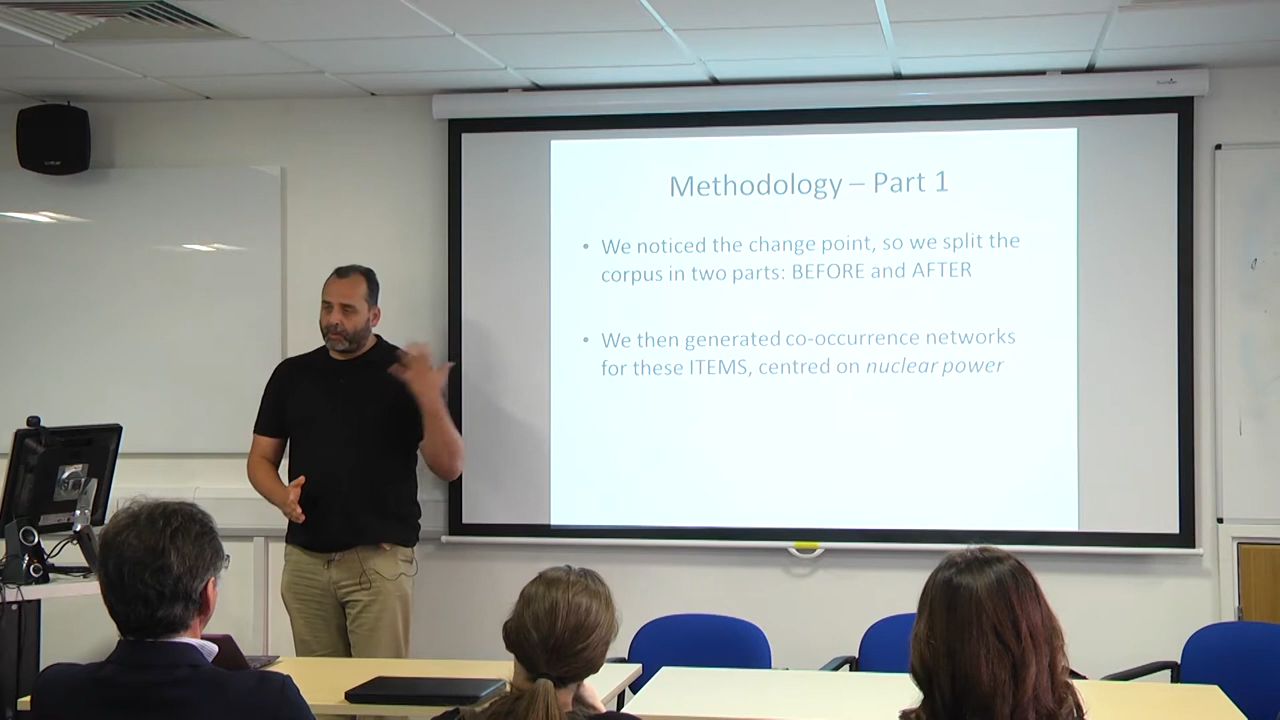 Methodology – Part 1
• We noticed the change point, so we split the
corpus in two parts: BEFORE and AFTER
• We then generated co-occurrence networks
for these ITEMS, centred on nuclear power